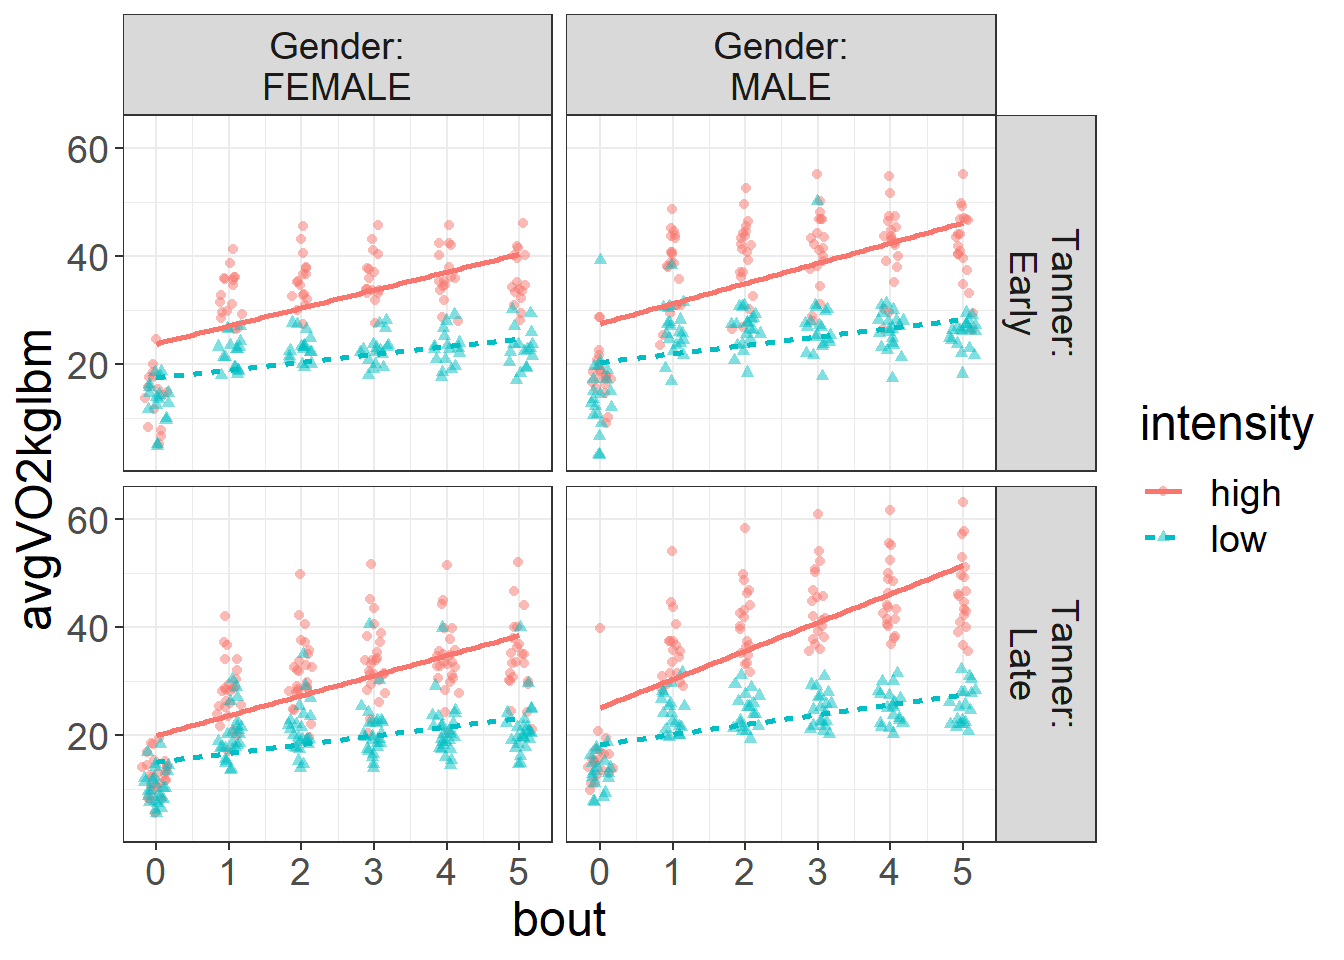 Gender:
FEMALE
Gender:
MALE
60
40
20
Tanner:
Early
60
40
20
Tanner:
Late
0 1 2 3 4 5
0 1 2 3 4 5
bout
avgVO2kglbm
intensity
high
low